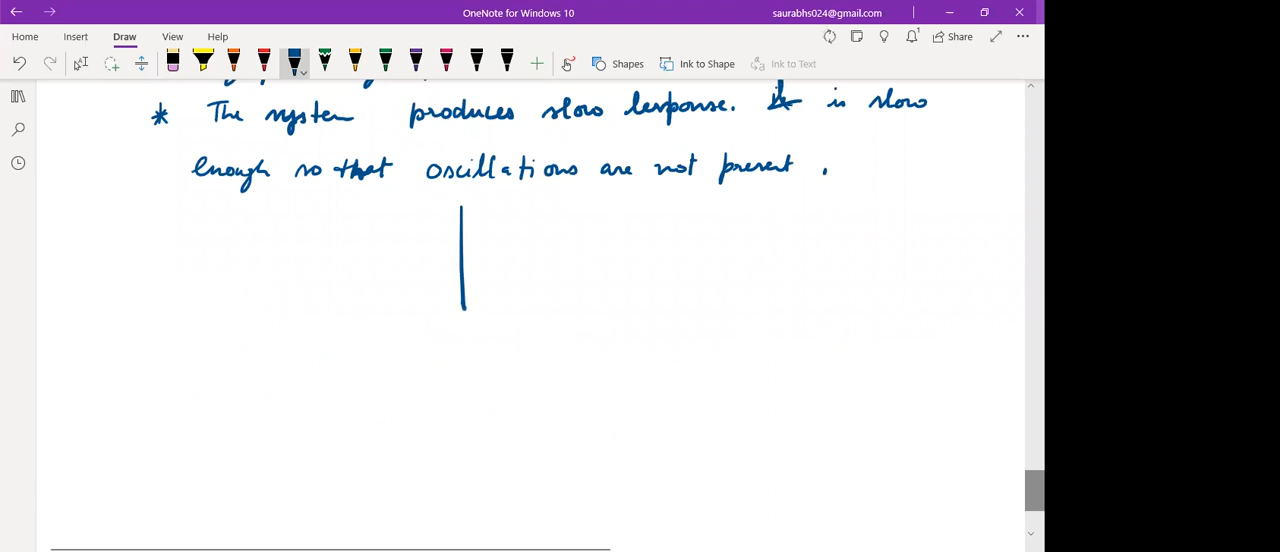 OneNote for Windows 10
saurabhs024@gmail.com
Home Insert Draw View Help
Share
Shapes Ink to Shape Ink to Text
* The system produces slow response. It is slow
enough so that oscillations are not present.